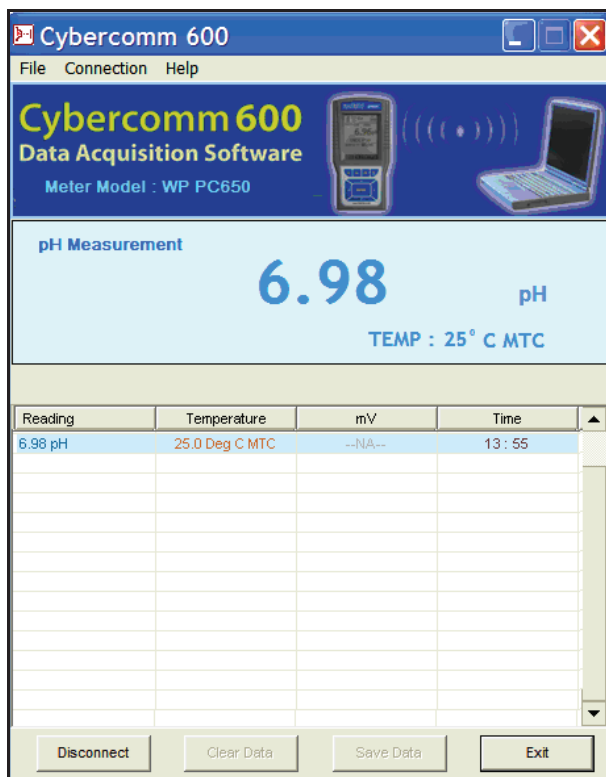 Cybercomm 600
File Connection Help
Cybercomm 600
Data Acquisition Software
Meter Model : WP PC650
pH Measurement
6.98 pH
TEMP : 25° C MTC
Reading Temperature mV Time
6.98 pH 25.0 Deg C MTC --NA-- 13 : 55
Disconnect Clear Data Save Data Exit